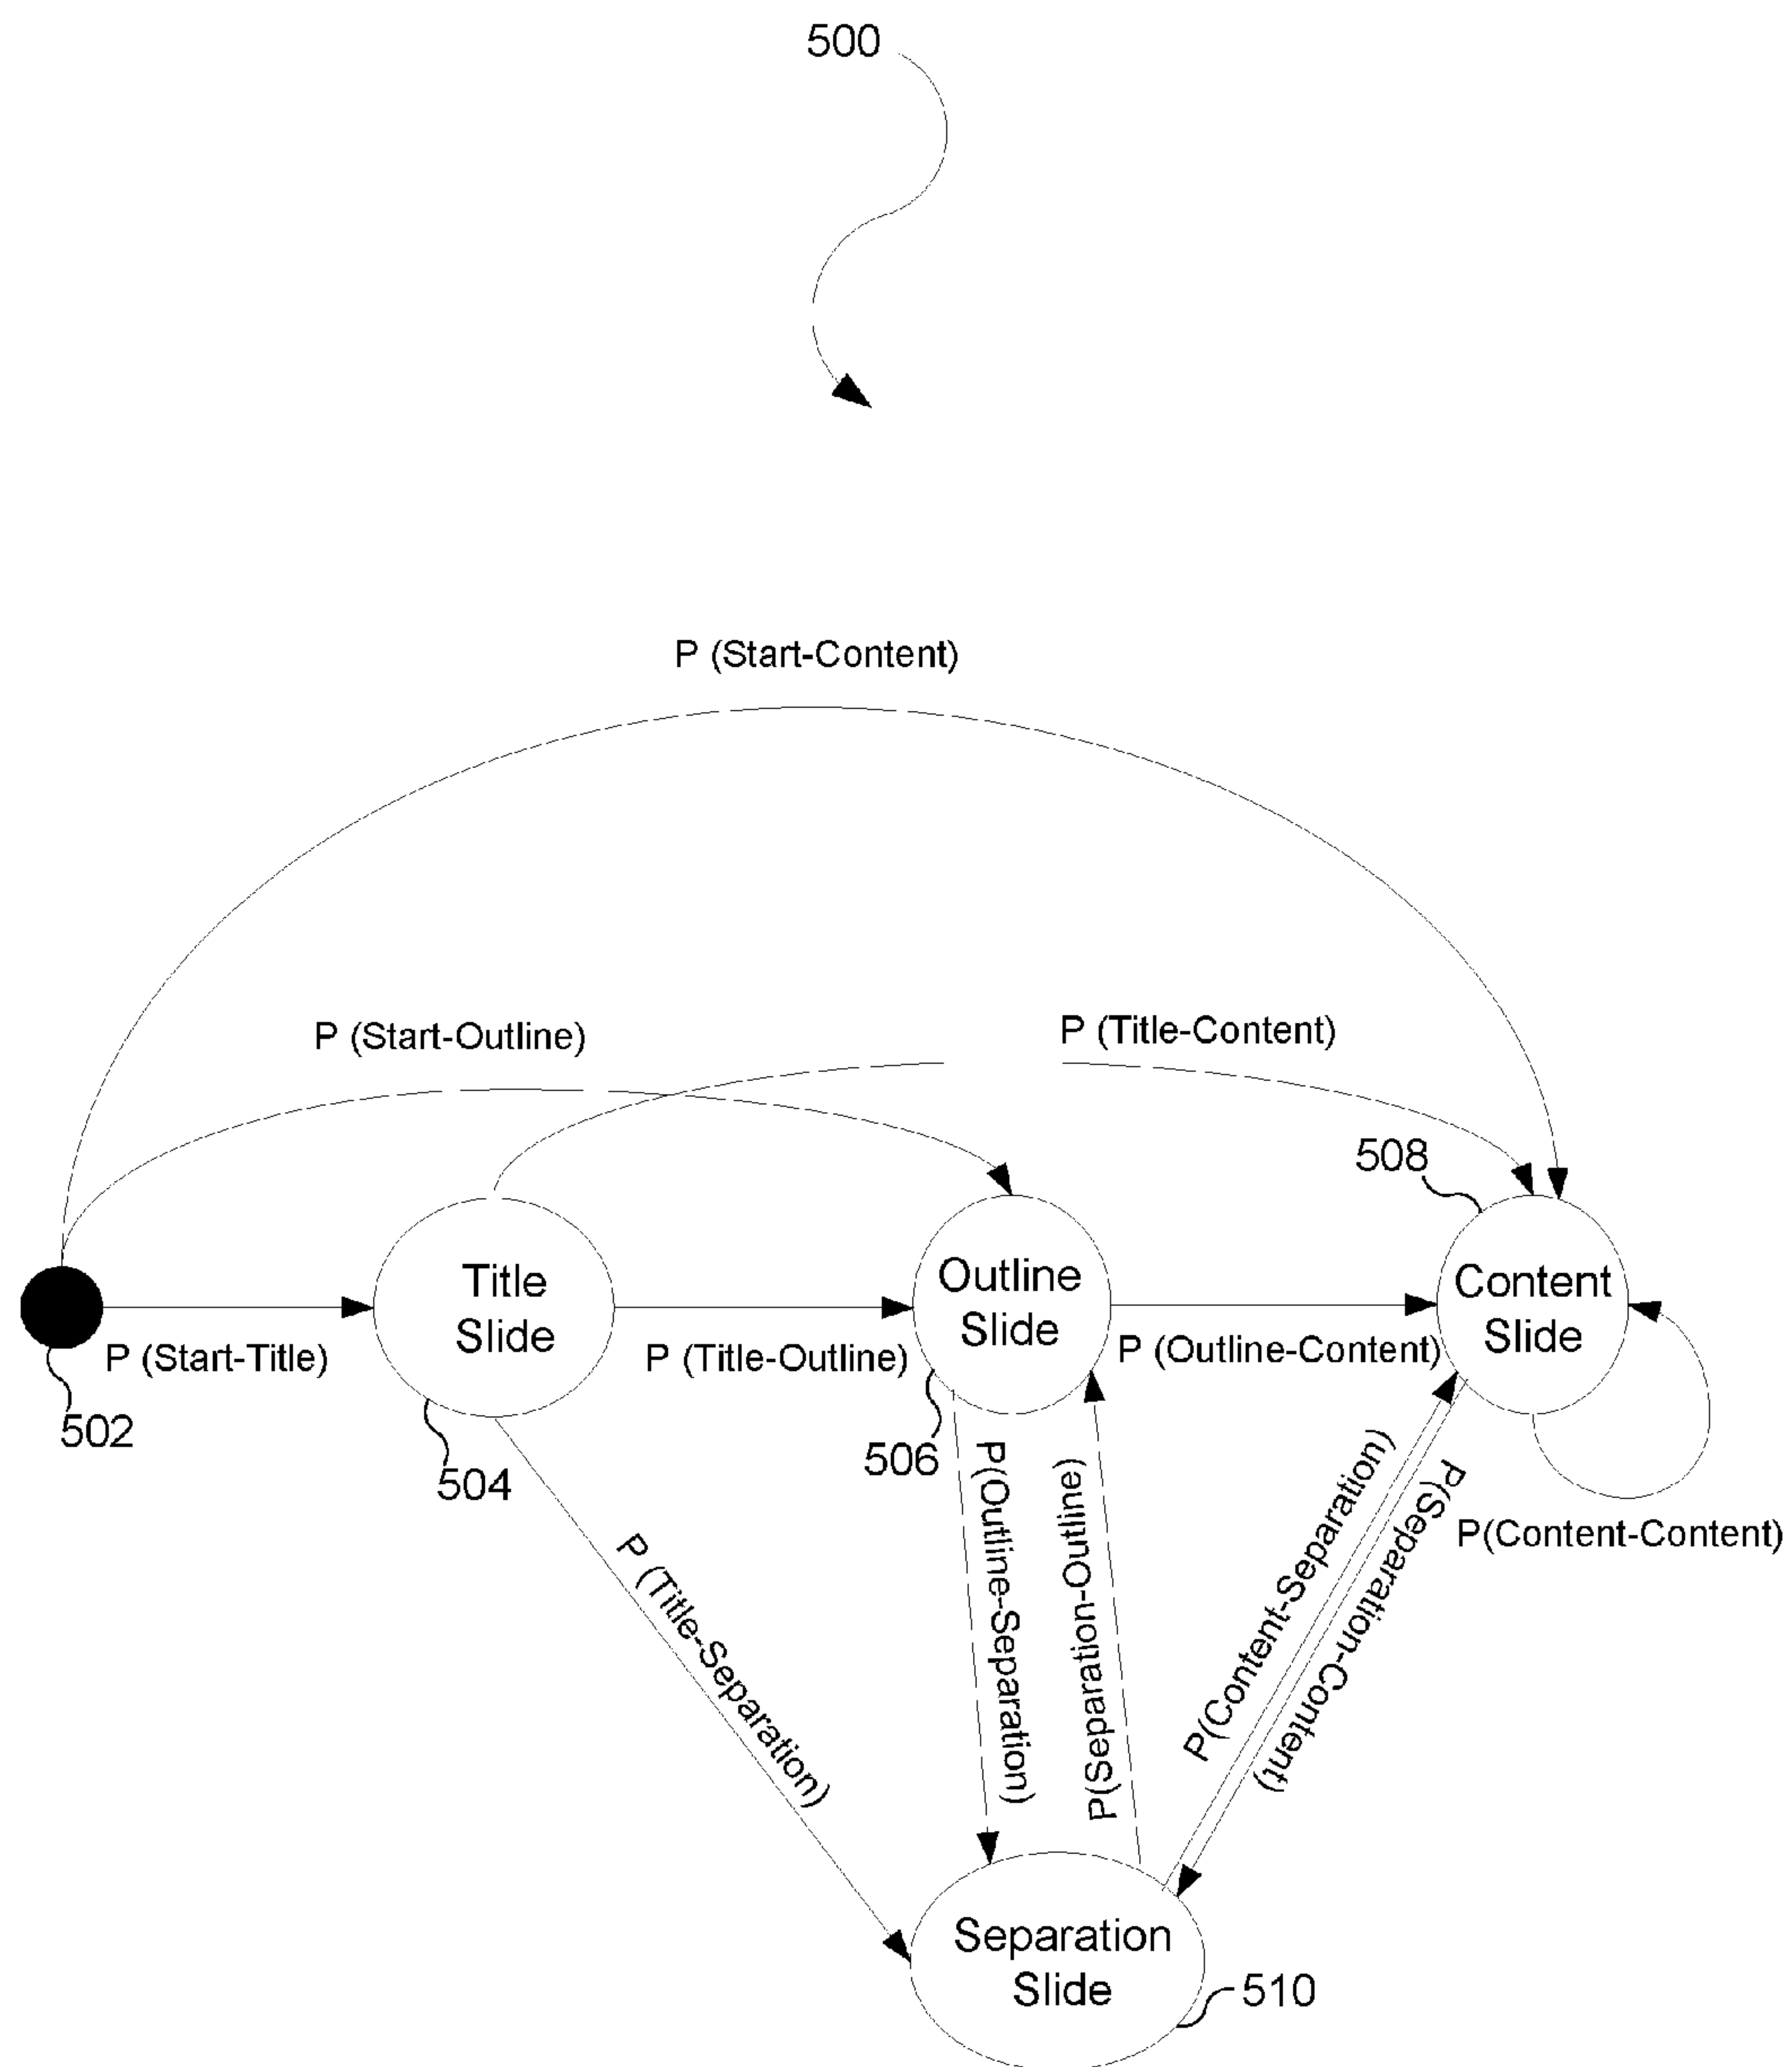 500
P (Start-Content)
P (Start-Outline)
P (Title-Content)
508
Title
Slide
Outline
Slide
Content
Slide
P (Start-Title)
P (Title-Outline)
P (Outline-Content)
502
504
506
P(Outline-Separation)
P(Separation-Outline)
P(Content-Separation)
P(Separation-Content)
P(Content-Content)
P (Title-Separation)
Separation
Slide
510